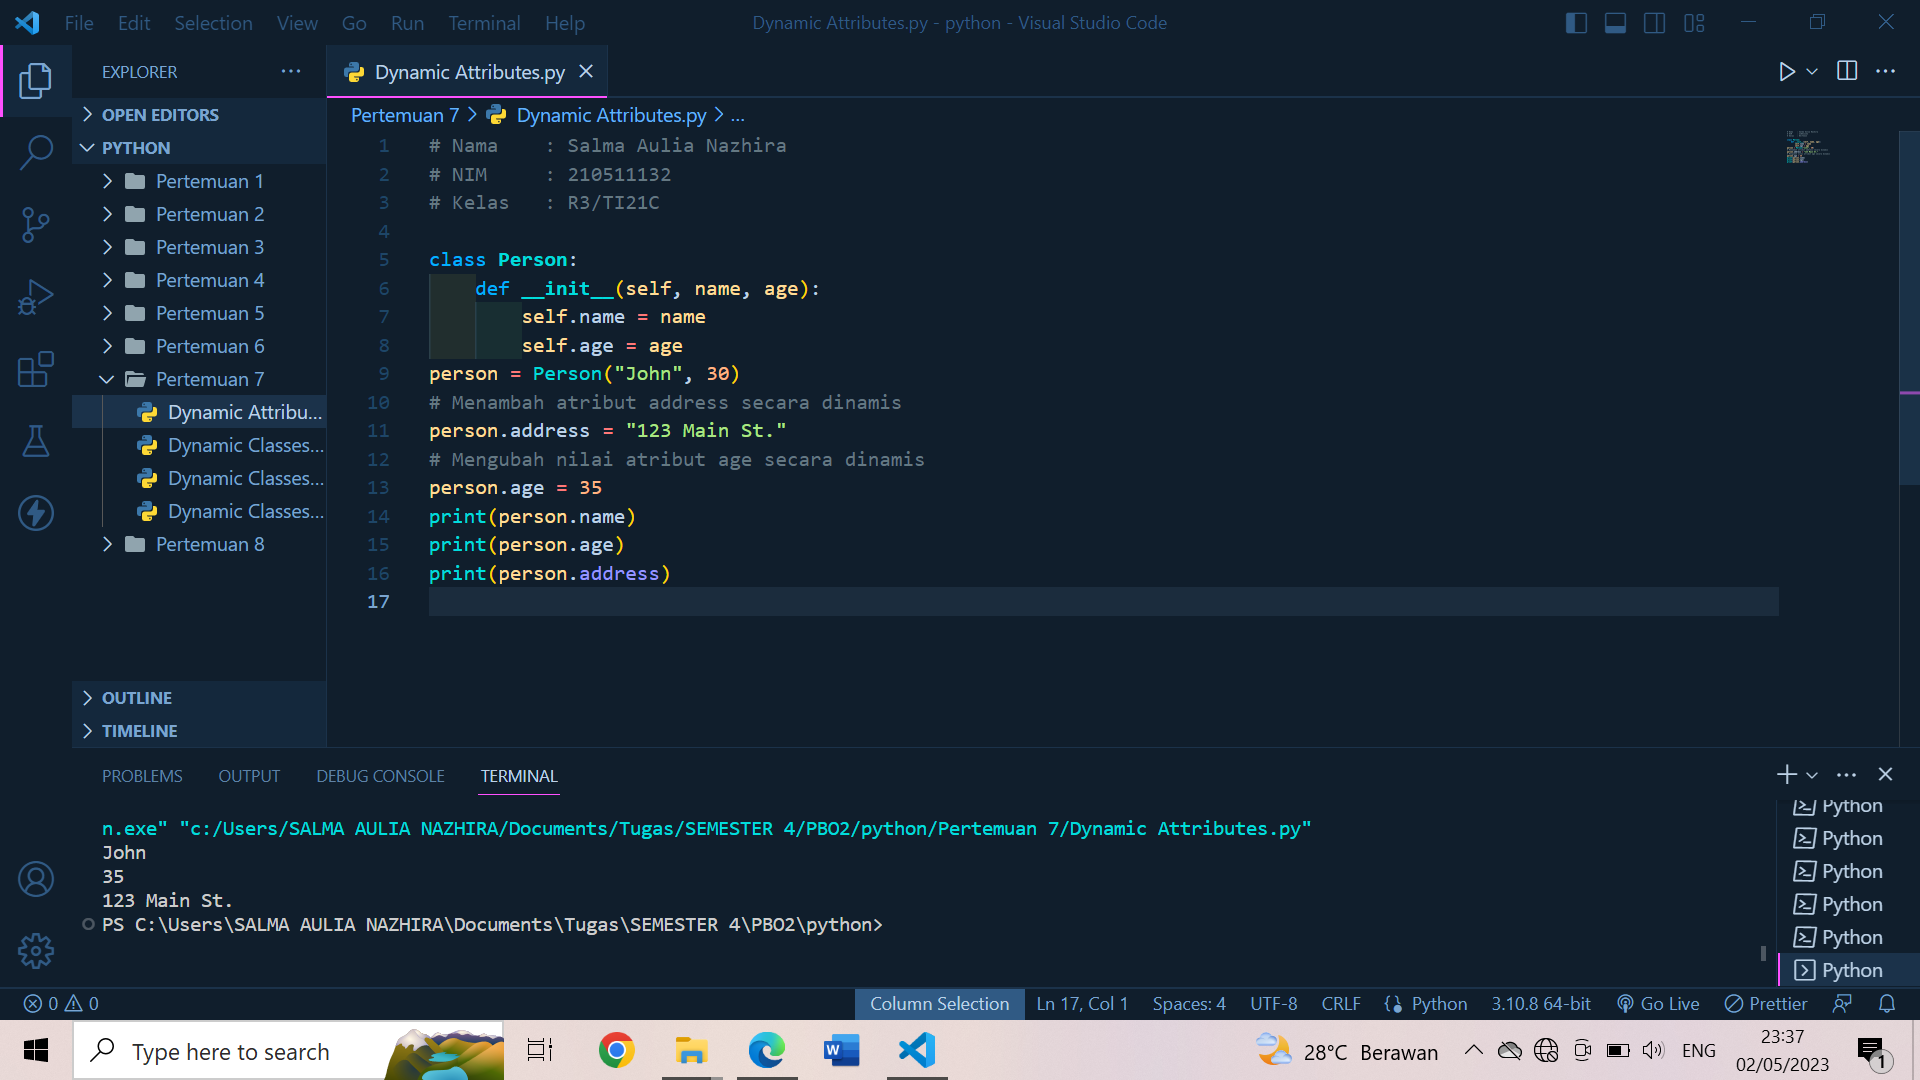 File Edit Selection View Go Run Terminal Help
Dynamic Attributes.py - python - Visual Studio Code
EXPLORER
OPEN EDITORS
PYTHON
Pertemuan 1
Pertemuan 2
Pertemuan 3
Pertemuan 4
Pertemuan 5
Pertemuan 6
Pertemuan 7
Dynamic Attribu...
Dynamic Classes...
Dynamic Classes...
Dynamic Classes...
Pertemuan 8
OUTLINE
TIMELINE
Dynamic Attributes.py
Pertemuan 7 > Dynamic Attributes.py > ...
1 # Nama    : Salma Aulia Nazhira
2 # NIM     : 210511132
3 # Kelas   : R3/TI21C
4
5 class Person:
6     def __init__(self, name, age):
7         self.name = name
8         self.age = age
9 person = Person("John", 30)
10 # Menambah atribut address secara dinamis
11 person.address = "123 Main St."
12 # Mengubah nilai atribut age secara dinamis
13 person.age = 35
14 print(person.name)
15 print(person.age)
16 print(person.address)
17
PROBLEMS OUTPUT DEBUG CONSOLE TERMINAL
n.exe" "c:/Users/SALMA AULIA NAZHIRA/Documents/Tugas/SEMESTER 4/PBO2/python/Pertemuan 7/Dynamic Attributes.py"
John
35
123 Main St.
PS C:\Users\SALMA AULIA NAZHIRA\Documents\Tugas\SEMESTER 4\PBO2\python>
Python
Python
Python
Python
Python
Python
0 0
Column Selection Ln 17, Col 1 Spaces: 4 UTF-8 CRLF Python 3.10.8 64-bit Go Live Prettier
Type here to search
28°C Berawan
ENG
23:37
02/05/2023
1